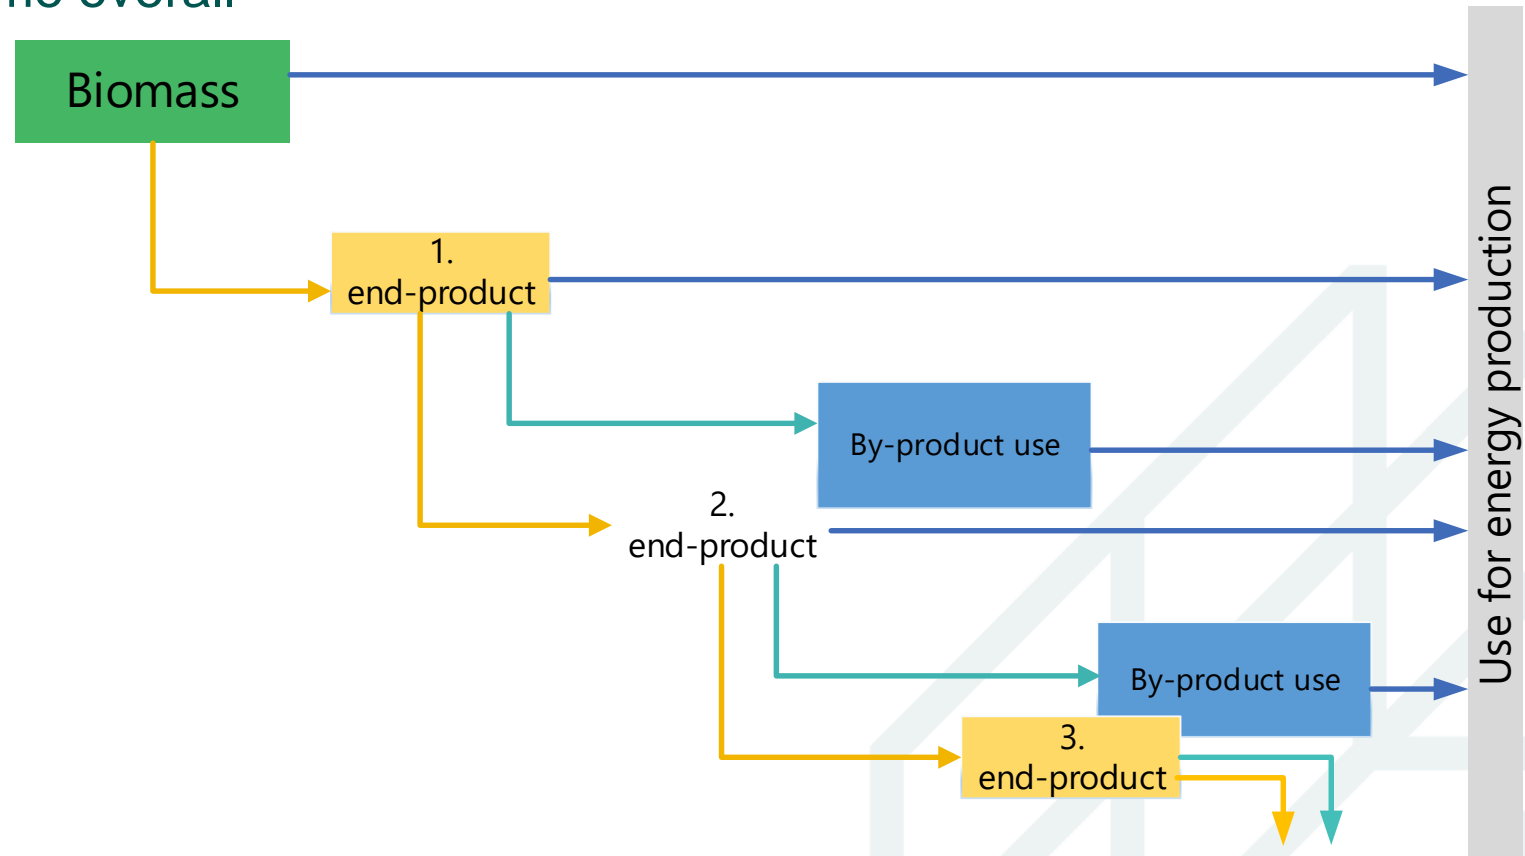 Biomass
1.
end-product
By-product use
2.
end-product
By-product use
3.
end-product
Use for energy production